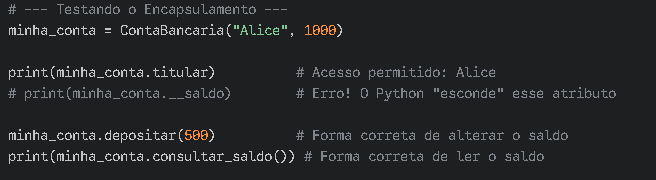 # --- Testando o Encapsulamento ---
minha_conta = ContaBancaria("Alice", 1000)
print(minha_conta.titular)          # Acesso permitido: Alice
# print(minha_conta.__saldo)        # Erro! O Python "esconde" esse atributo
minha_conta.depositar(500)          # Forma correta de alterar o saldo
print(minha_conta.consultar_saldo()) # Forma correta de ler o saldo